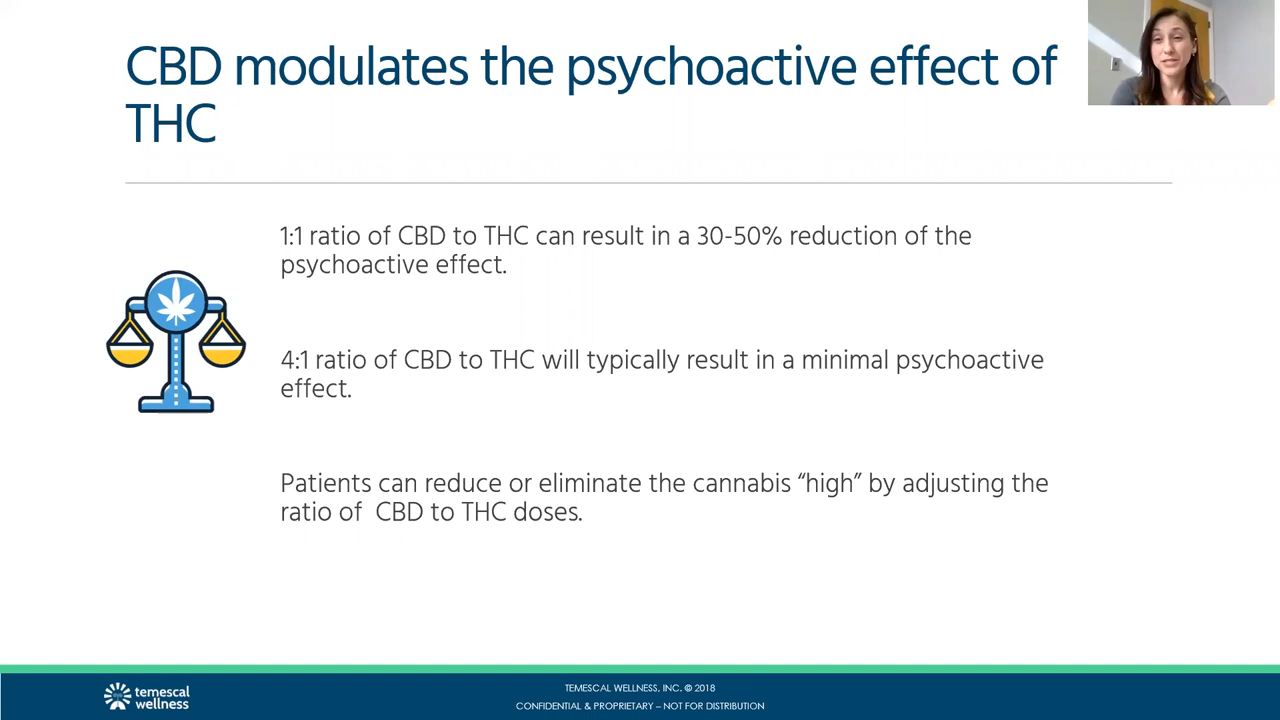 CBD modulates the psychoactive effect of
THC
1:1 ratio of CBD to THC can result in a 30-50% reduction of the
psychoactive effect.
4:1 ratio of CBD to THC will typically result in a minimal psychoactive
effect.
Patients can reduce or eliminate the cannabis “high” by adjusting the
ratio of  CBD to THC doses.
temescal
wellness
TEMESCAL WELLNESS, INC. © 2018
CONFIDENTIAL & PROPRIETARY – NOT FOR DISTRIBUTION